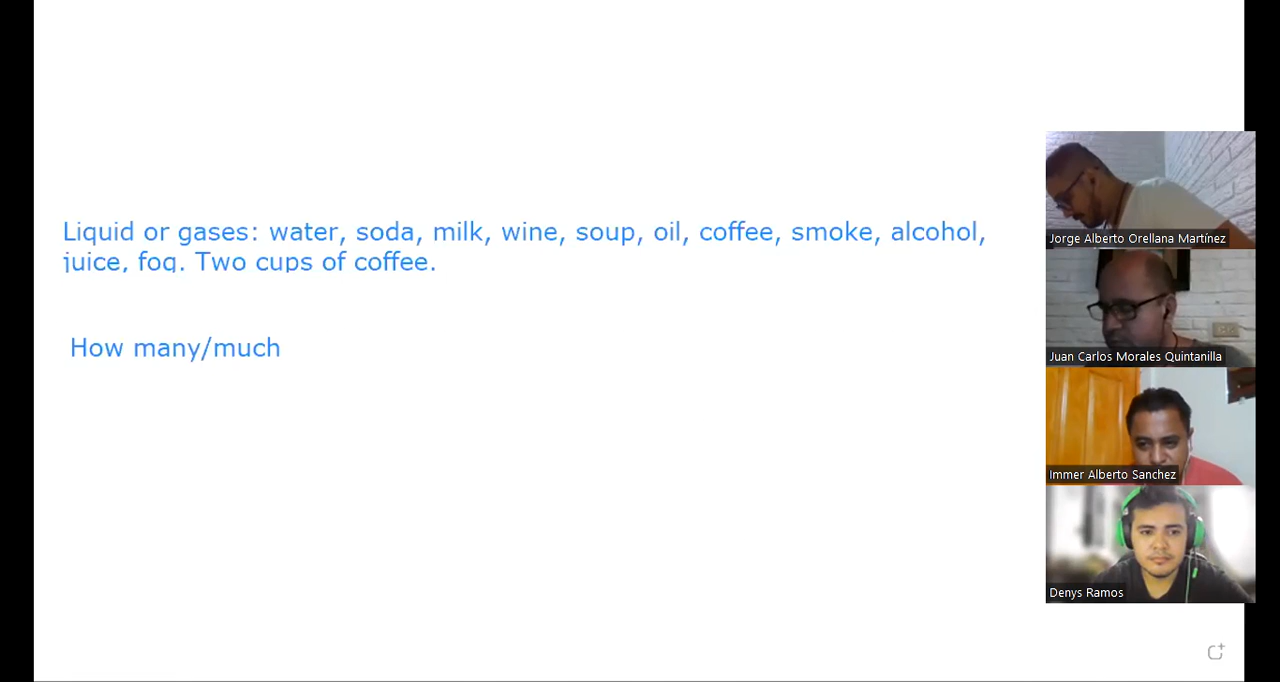 Liquid or gases: water, soda, milk, wine, soup, oil, coffee, smoke, alcohol,
juice, fog. Two cups of coffee.
How many/much
Jorge Alberto Orellana Martínez
Juan Carlos Morales Quintanilla
Immer Alberto Sanchez
Denys Ramos